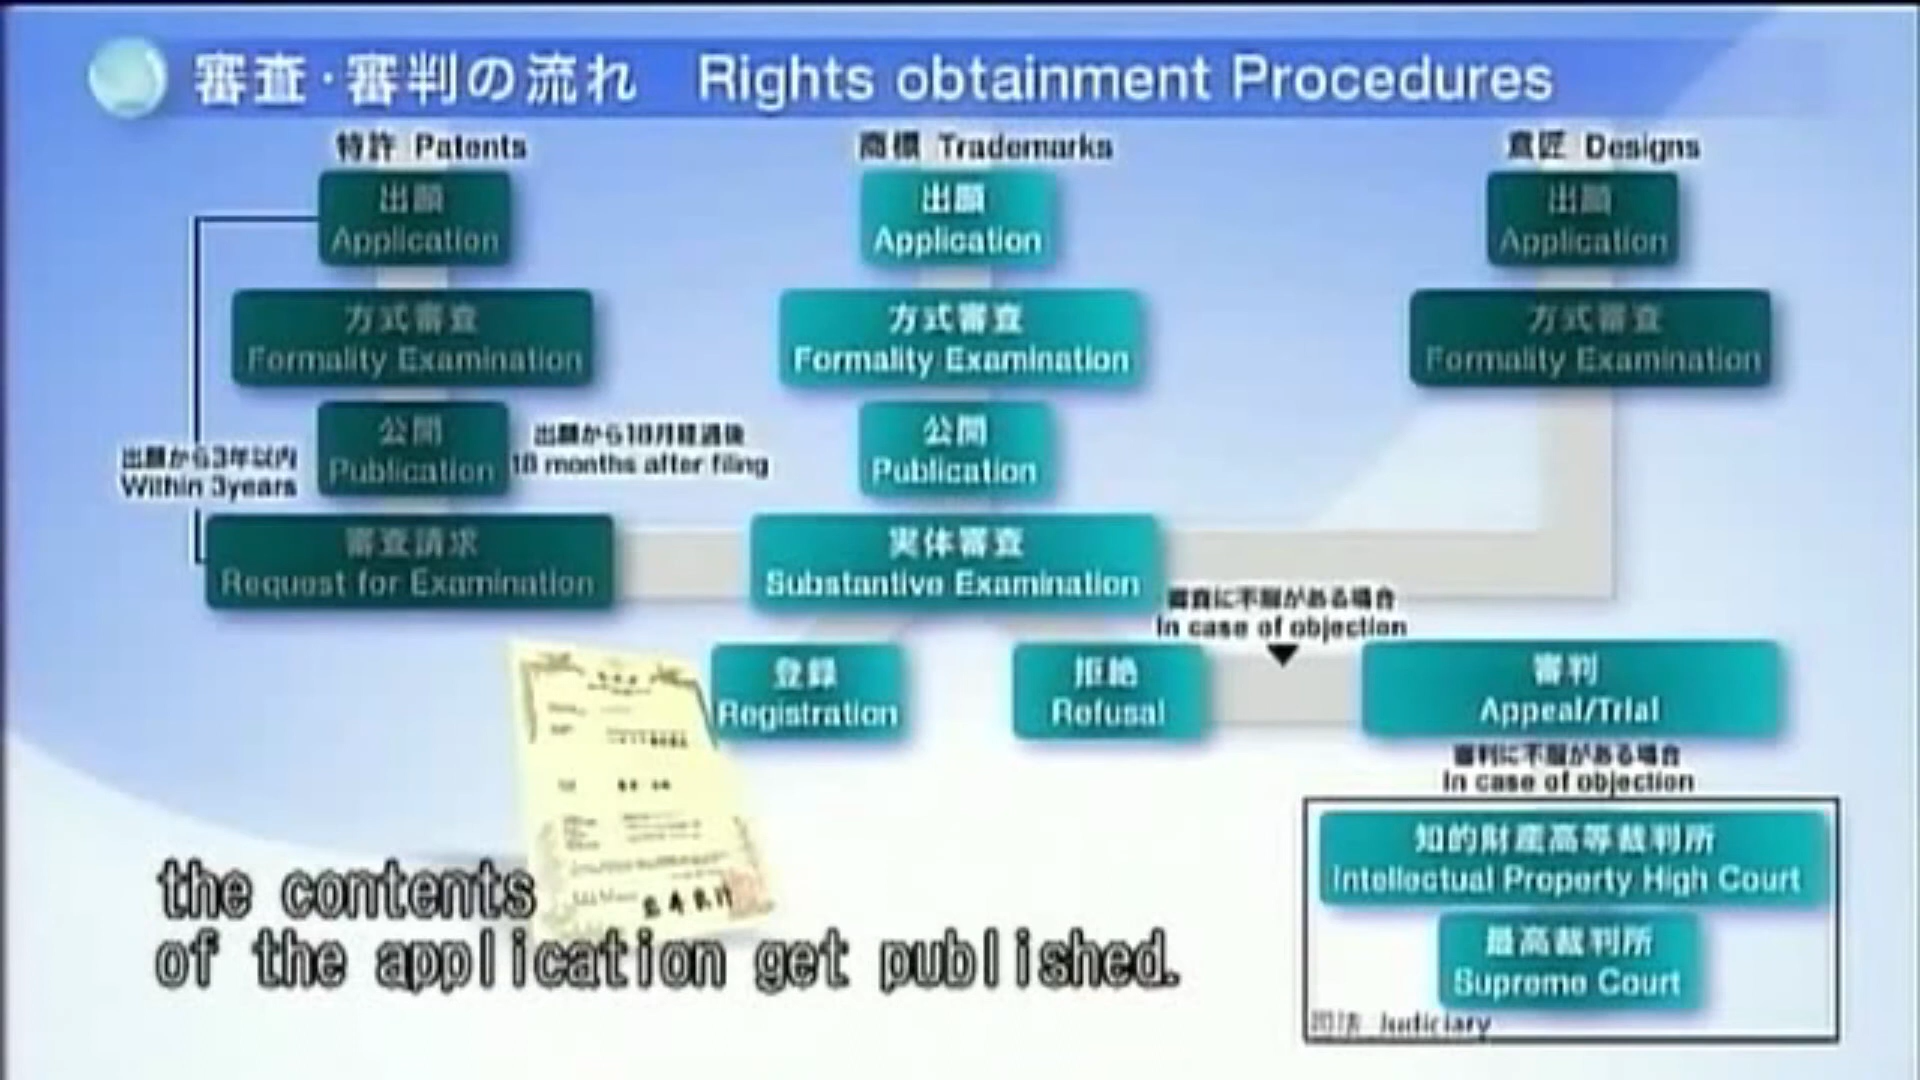 審査・審判の流れ Rights obtainment Procedures
特許 Patents
商標 Trademarks
意匠 Designs
出願
Application
出願
Application
出願
Application
方式審査
Formality Examination
方式審査
Formality Examination
方式審査
Formality Examination
公開
Publication
出願から18月経過後
18 months after filing
公開
Publication
出願から3年以内
Within 3years
審査請求
Request for Examination
実体審査
Substantive Examination
審査に不服がある場合
In case of objection
登録
Registration
拒絶
Refusal
審判
Appeal/Trial
審判に不服がある場合
In case of objection
知的財産高等裁判所
Intellectual Property High Court
最高裁判所
Supreme Court
司法 Judiciary
the contents
of the application get published.